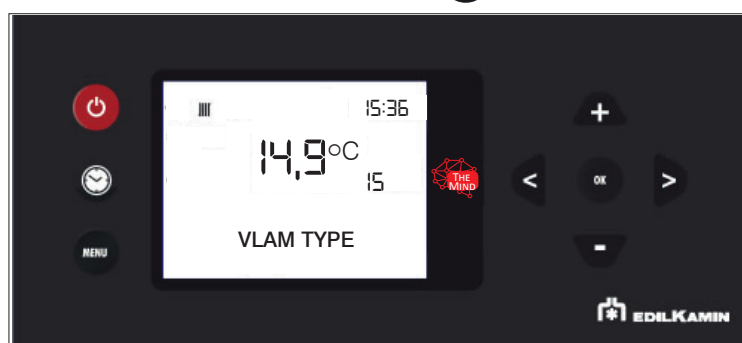 15:36
14,9°C
15
THE
MIND
VLAM TYPE
MENU
OK
EDILKAMIN